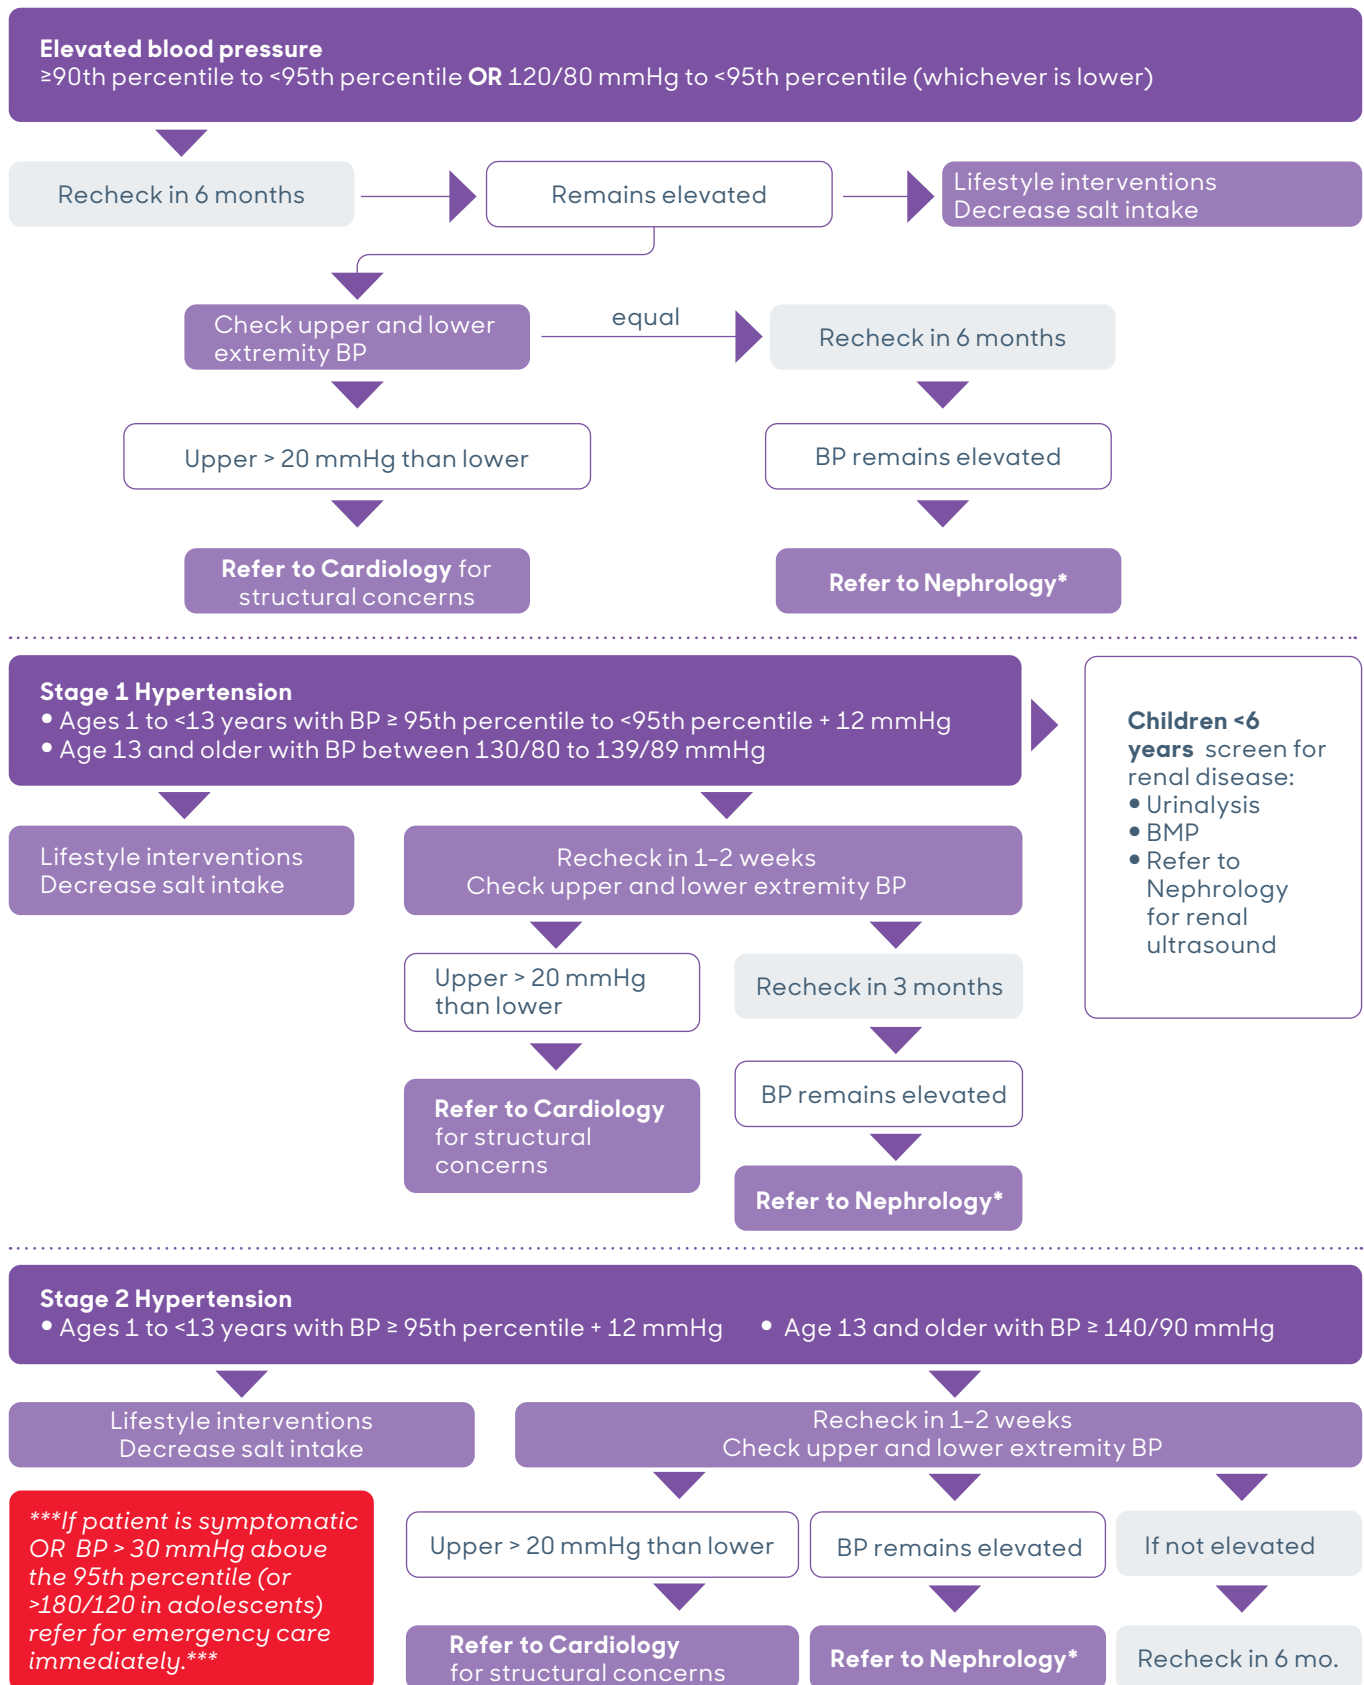 Elevated blood pressure
≥90th percentile to <95th percentile OR 120/80 mmHg to <95th percentile (whichever is lower)
Recheck in 6 months
Remains elevated
Lifestyle interventions
Decrease salt intake
Check upper and lower
extremity BP
equal
Recheck in 6 months
Upper > 20 mmHg than lower
BP remains elevated
Refer to Cardiology for
structural concerns
Refer to Nephrology*
Stage 1 Hypertension
• Ages 1 to <13 years with BP ≥ 95th percentile to <95th percentile + 12 mmHg
• Age 13 and older with BP between 130/80 to 139/89 mmHg
Children <6
years screen for
renal disease:
• Urinalysis
• BMP
• Refer to
Nephrology
for renal
ultrasound
Lifestyle interventions
Decrease salt intake
Recheck in 1-2 weeks
Check upper and lower extremity BP
Upper > 20 mmHg
than lower
Recheck in 3 months
BP remains elevated
Refer to Cardiology
for structural
concerns
Refer to Nephrology*
Stage 2 Hypertension
• Ages 1 to <13 years with BP ≥ 95th percentile + 12 mmHg • Age 13 and older with BP ≥ 140/90 mmHg
Lifestyle interventions
Decrease salt intake
Recheck in 1-2 weeks
Check upper and lower extremity BP
***If patient is symptomatic
OR BP > 30 mmHg above
the 95th percentile (or
>180/120 in adolescents)
refer for emergency care
immediately.***
Upper > 20 mmHg than lower
BP remains elevated
If not elevated
Refer to Cardiology
for structural concerns
Refer to Nephrology*
Recheck in 6 mo.